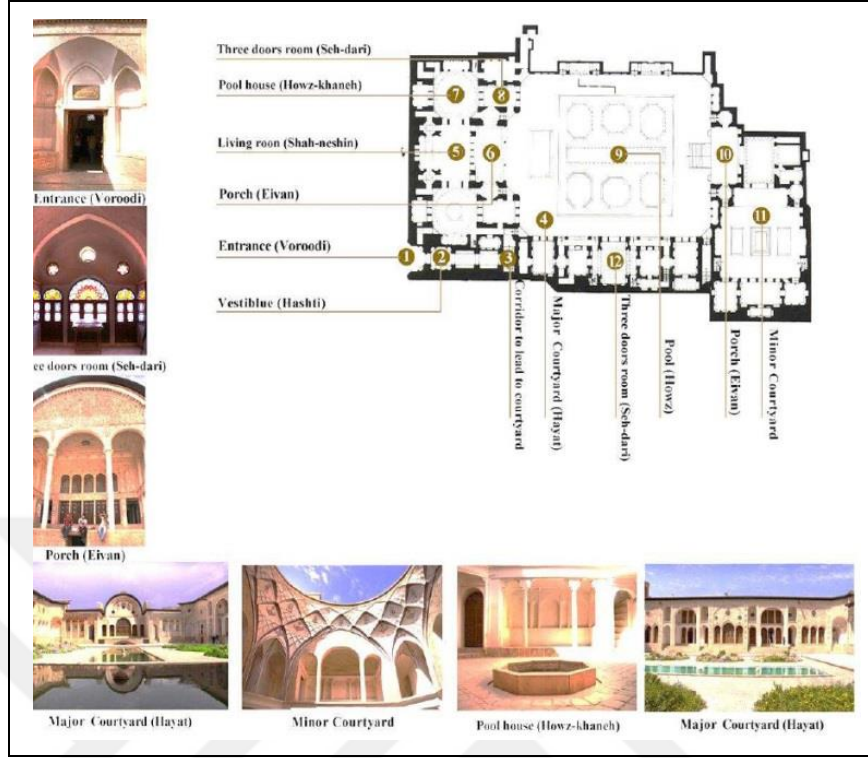 Entrance (Voroodi)
ee doors room (Seh-dari)
Porch (Eivan)
Three doors room (Seh-dari)
Pool house (Howz-khaneh)
Living roon (Shah-neshin)
Porch (Eivan)
Entrance (Voroodi)
Vestiblue (Hashti)
7
8
5
6
9
10
4
11
1
2
3
12
Corridor to lead to courtyard
Major Courtyard (Hayat)
Three doors room (Seh-dari)
Pool (Howz)
Porch (Eivan)
Minor Courtyard
Major Courtyard (Hayat)
Minor Courtyard
Pool house (Howz-khaneh)
Major Courtyard (Hayat)